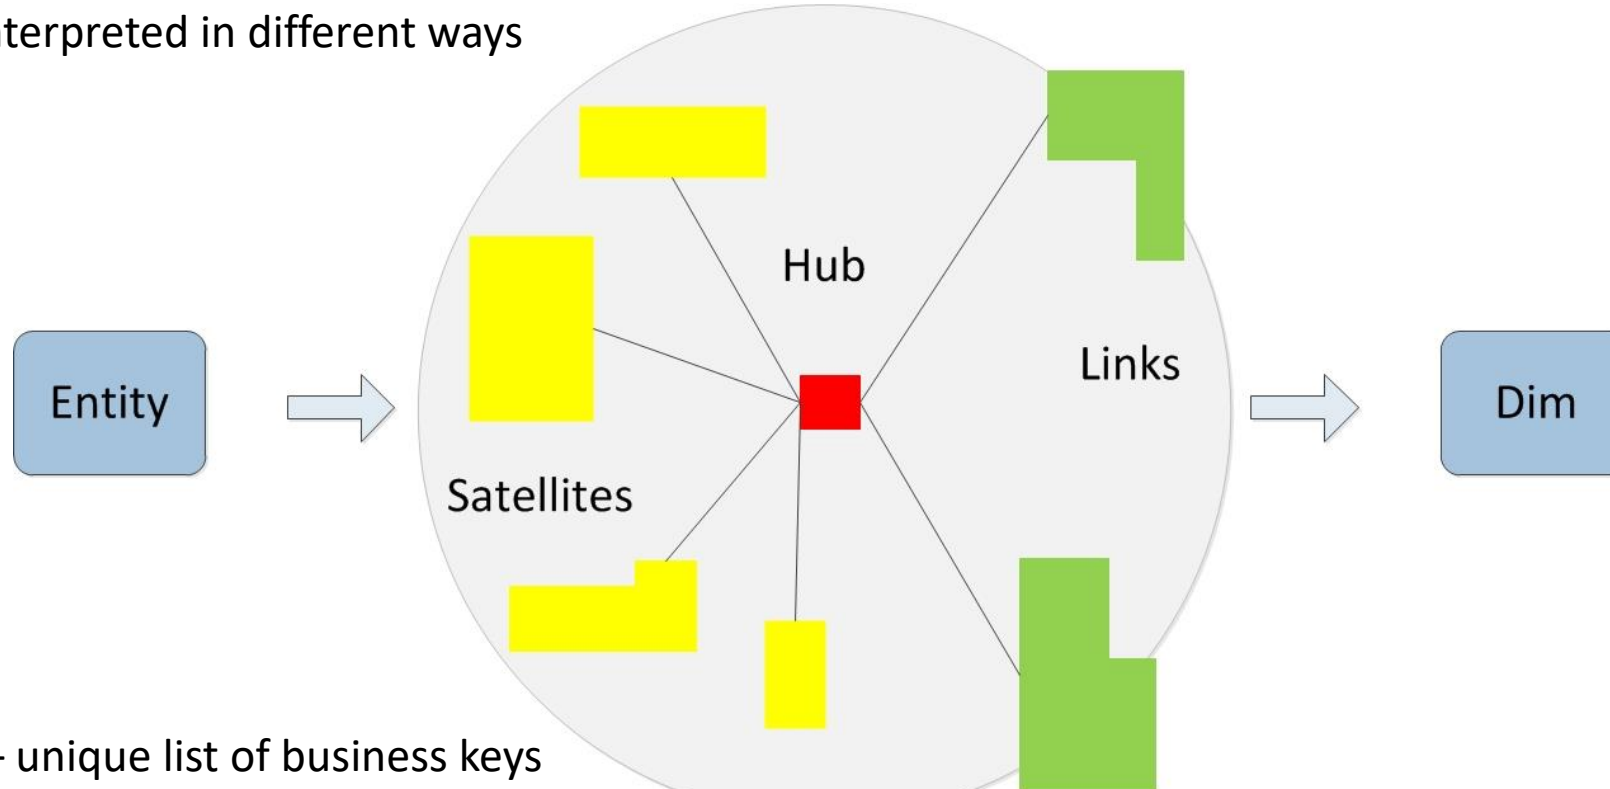 terpreted in different ways
Hub
Links
Entity
Dim
Satellites
- unique list of business keys